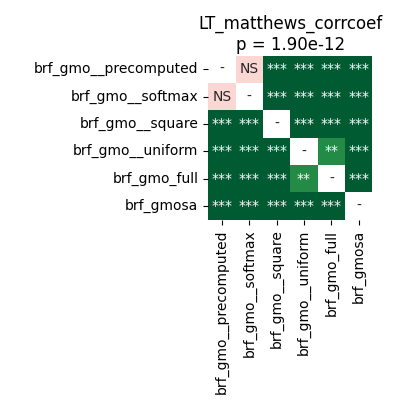 LT_matthews_corrcoef
p = 1.90e-12
brf_gmo__precomputed - NS *** *** *** ***
brf_gmo__softmax NS - *** *** *** ***
brf_gmo__square *** *** - *** *** ***
brf_gmo__uniform *** *** *** - ** ***
brf_gmo_full *** *** *** ** - ***
brf_gmosa *** *** *** *** *** -
brf_gmo__precomputed
brf_gmo__softmax
brf_gmo__square
brf_gmo__uniform
brf_gmo_full
brf_gmosa